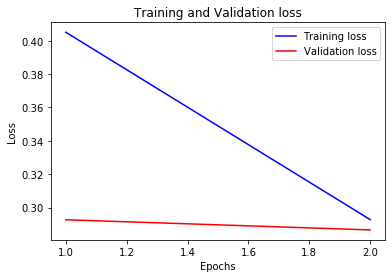 Training and Validation loss
Training loss
Validation loss
Loss
0.40
0.38
0.36
0.34
0.32
0.30
1.0 1.2 1.4 1.6 1.8 2.0
Epochs